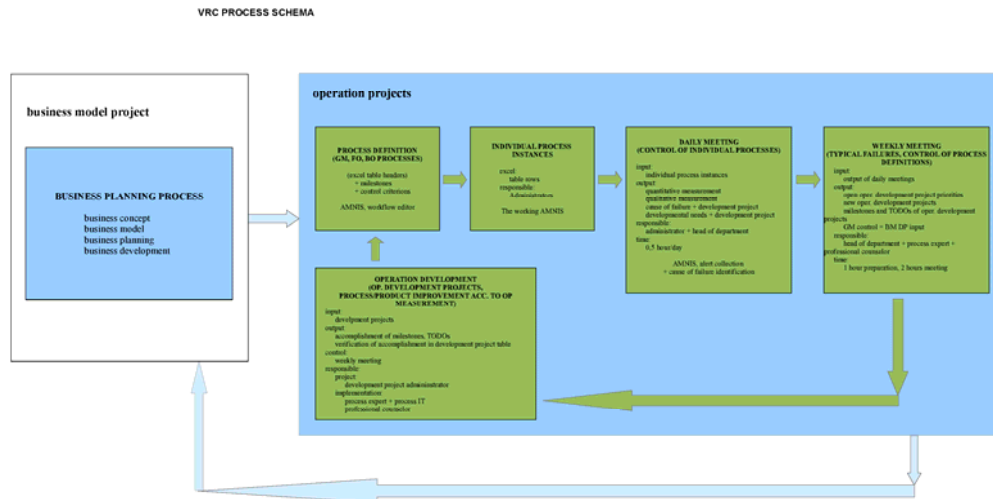 VRC PROCESS SCHEMA
business model project
BUSINESS PLANNING PROCESS
business concept
business model
business planning
business development
operation projects
PROCESS DEFINITION
(GM, FO, BO PROCESSES)
(excel table headers)
+ milestones
+ control criterions
AMNIS, workflow editor
INDIVIDUAL PROCESS
INSTANCES
excel
table rows
responsible:
Administrators
The working AMNIS
DAILY MEETING
(CONTROL OF INDIVIDUAL PROCESSES)
input:
individual process instances
output:
quantitative measurement
qualitative measurement
cause of failure + development project
developmental needs + development project
responsible:
administrator + head of department
time:
0,5 hour/day
AMNIS, alert collection
+ cause of failure identification
WEEKLY MEETING
(TYPICAL FAILURES, CONTROL OF PROCESS
DEFINITIONS)
input:
output of daily meetings
output:
open oper. development project priorities
new oper. development projects
milestones and TODOs of oper. development
projects
GM control + BM DP input
responsible:
head of department + process expert +
professional counselor
time:
1 hour preparation, 2 hours meeting
OPERATION DEVELOPMENT
(OP. DEVELOPMENT PROJECTS,
PROCESS/PRODUCT IMPROVEMENT ACC. TO OP
MEASUREMENT)
input:
development projects
output:
accomplishment of milestones, TODOs
verification of accomplishment in development project table
control:
weekly meeting
responsible:
project:
development project administrator
implementation:
process expert + process IT
professional